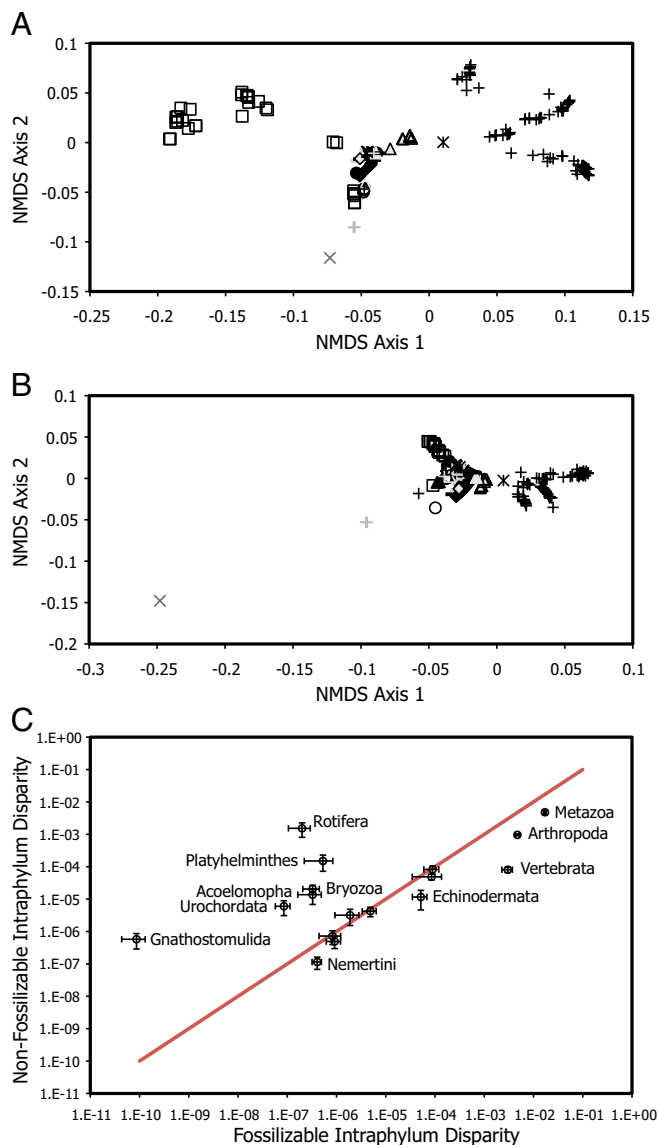 A
0.1
0.05
0
-0.05
-0.1
-0.15
NMDS Axis 2
-0.25 -0.2 -0.15 -0.1 -0.05 0 0.05 0.1 0.15
NMDS Axis 1
B
0.1
0.05
0
-0.05
-0.1
-0.15
-0.2
NMDS Axis 2
-0.3 -0.25 -0.2 -0.15 -0.1 -0.05 0 0.05 0.1
NMDS Axis 1
C
1.E+00
1.E-01
1.E-02
1.E-03
1.E-04
1.E-05
1.E-06
1.E-07
1.E-08
1.E-09
1.E-10
1.E-11
Non-Fossilizable Intraphylum Disparity
Metazoa
Rotifera
Arthropoda
Platyhelminthes
Vertebrata
Acoelompha
Bryozoa
Echinodermata
Urochordata
Gnathostomulida
Nemertini
1.E-11 1.E-10 1.E-09 1.E-08 1.E-07 1.E-06 1.E-05 1.E-04 1.E-03 1.E-02 1.E-01 1.E+00
Fossilizable Intraphylum Disparity